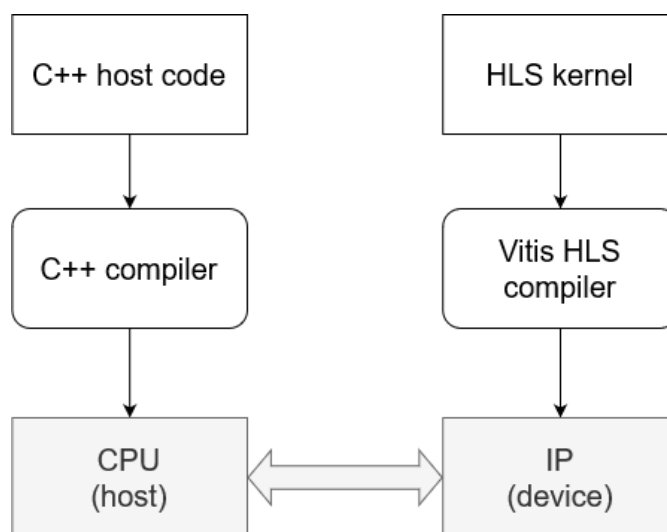 C++ host code
HLS kernel
C++ compiler
Vitis HLS
compiler
CPU
(host)
IP
(device)